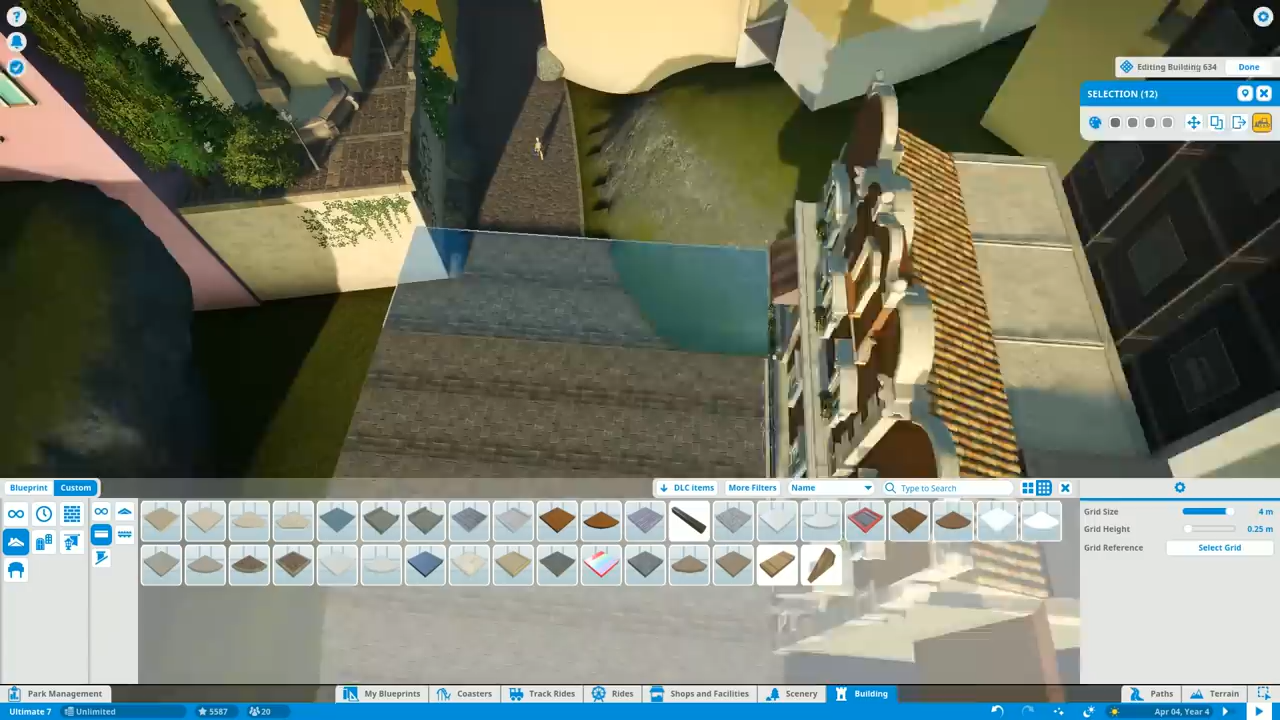 Editing Building 634
Done
SELECTION (12)
Blueprint
Custom
DLC items
More Filters
Name
Type to Search
Grid Size
4 m
Grid Height
0.25 m
Grid Reference
Select Grid
Park Management
My Blueprints
Coasters
Track Rides
Rides
Shops and Facilities
Scenery
Building
Paths
Terrain
Ultimate 7
Unlimited
5587
20
Apr 04, Year 4